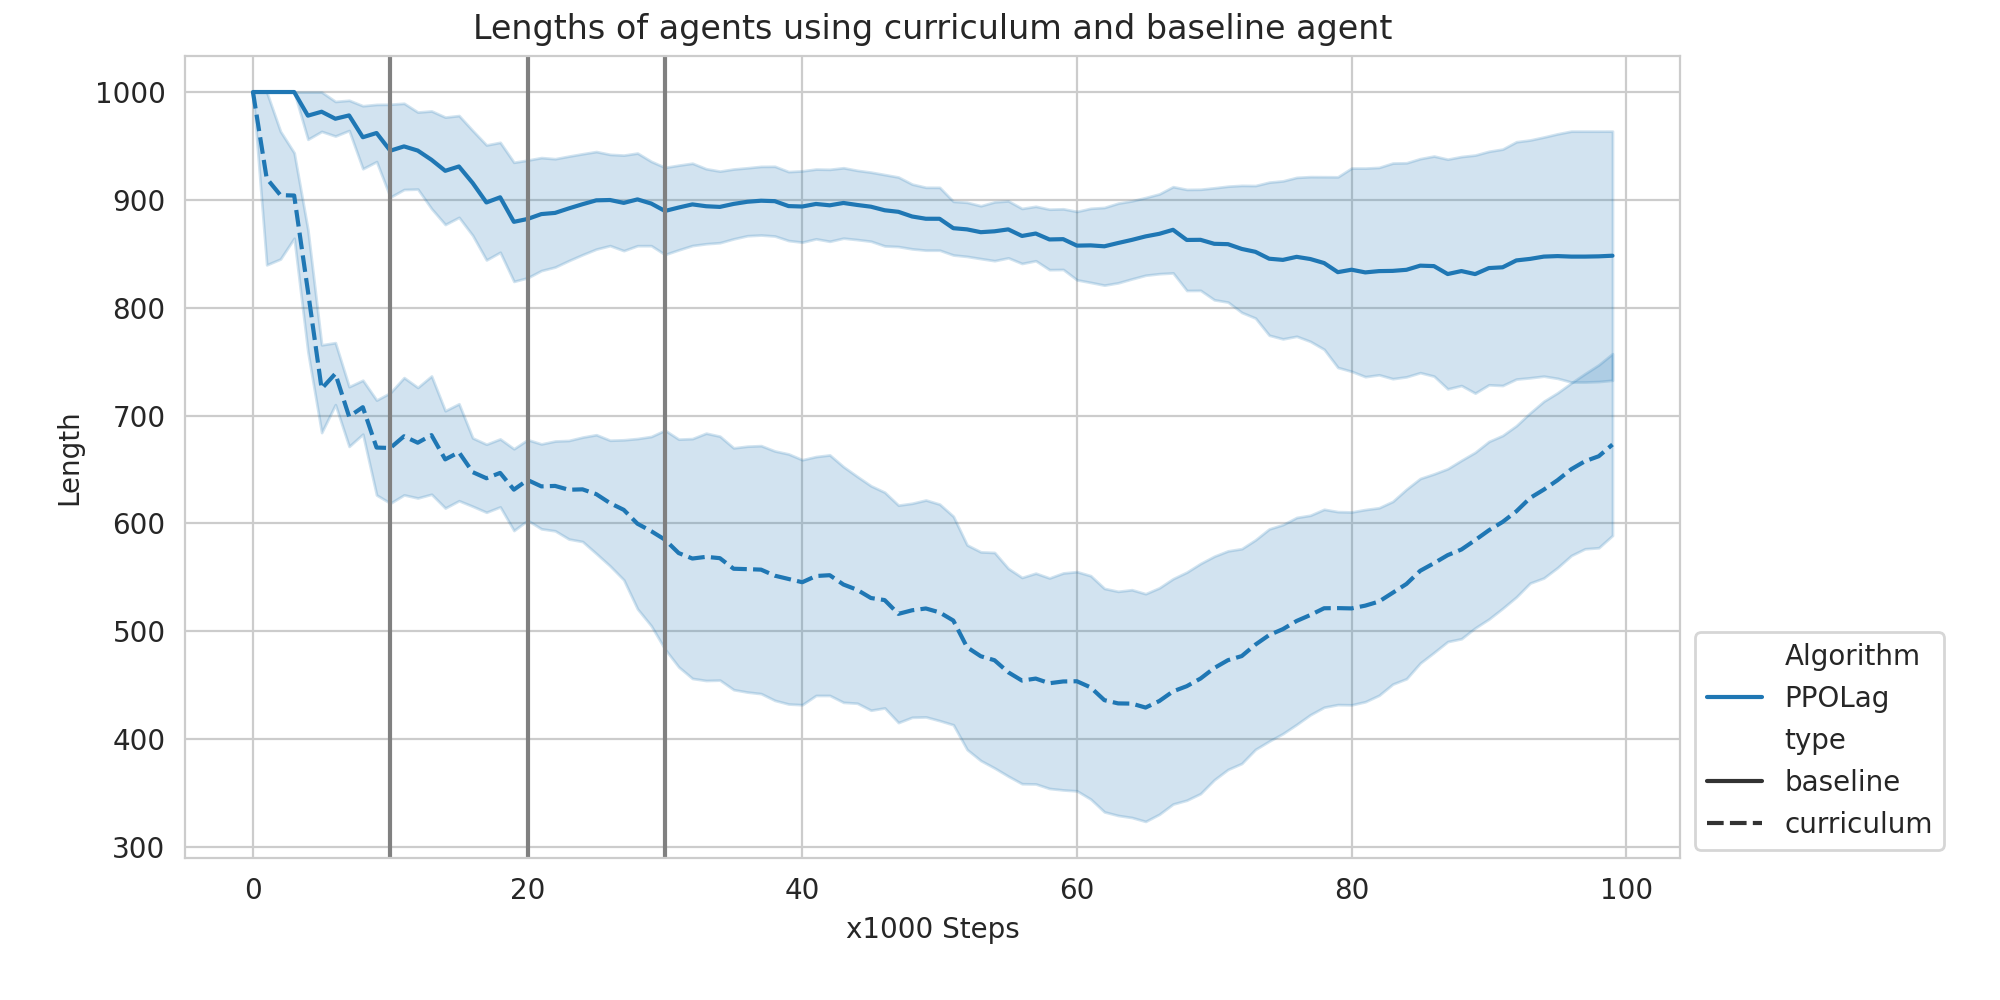 Lengths of agents using curriculum and baseline agent
1000
900
800
700
600
500
400
300
Length
0 20 40 60 80 100
x1000 Steps
Algorithm
PPOLag
type
baseline
curriculum